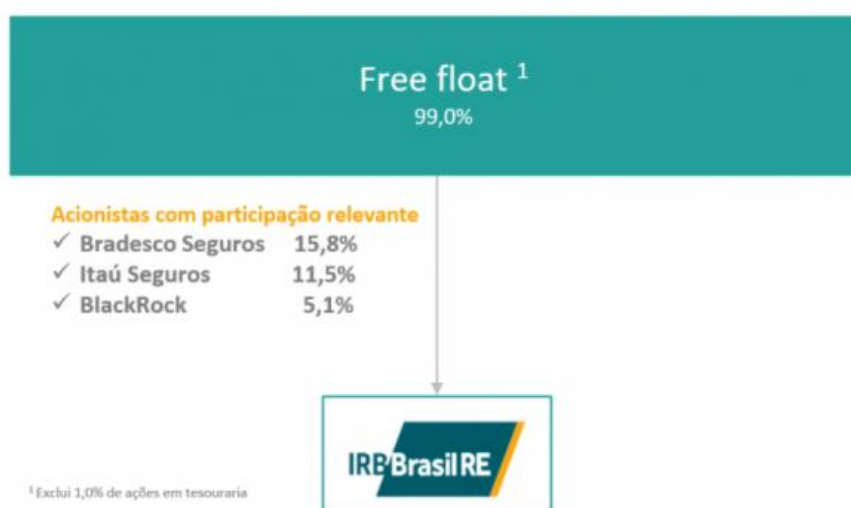 Free float ¹
99,0%
Acionistas com participação relevante
✓ Bradesco Seguros 15,8%
✓ Itaú Seguros 11,5%
✓ BlackRock 5,1%
IRB Brasil RE
¹ Exclui 1,0% de ações em tesouraria